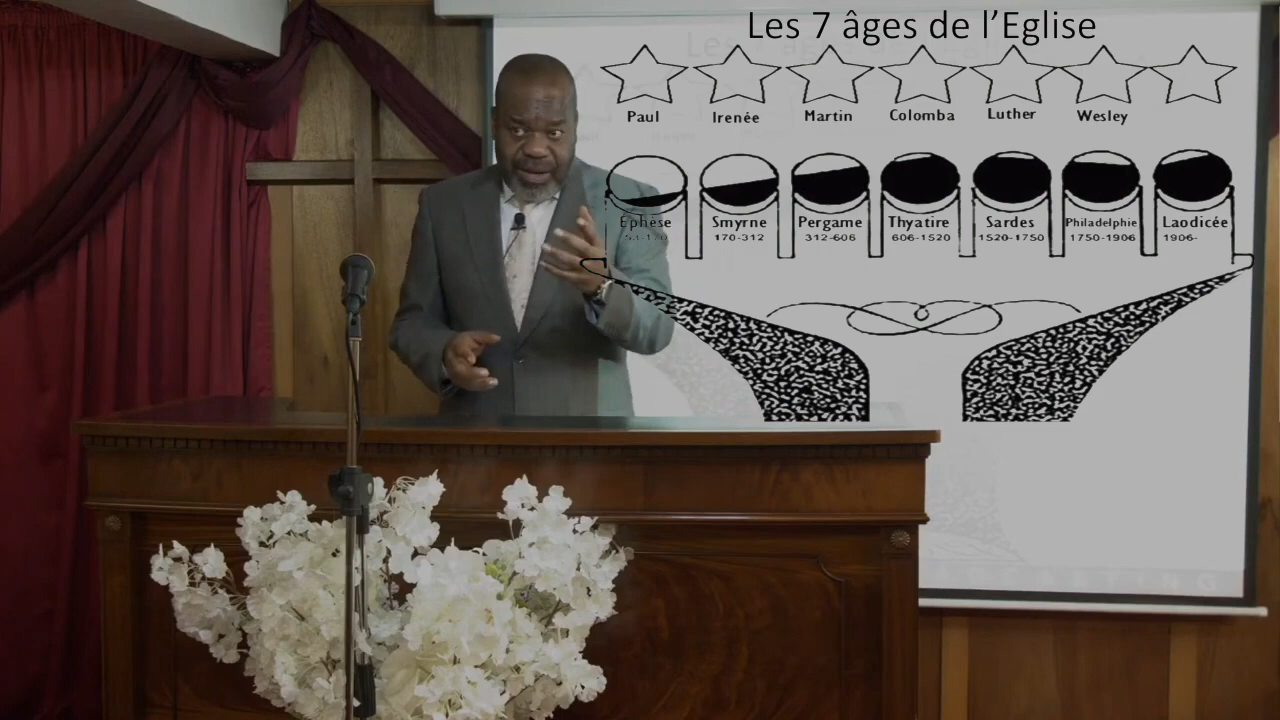 Les 7 âges de l’Eglise
Paul Irenée Martin Colomba Luther Wesley
Ephèse Smyrne Pergame Thyatire Sardes Philadelphie Laodicée
170-312 312-606 606-1520 1520-1750 1750-1906 1906-